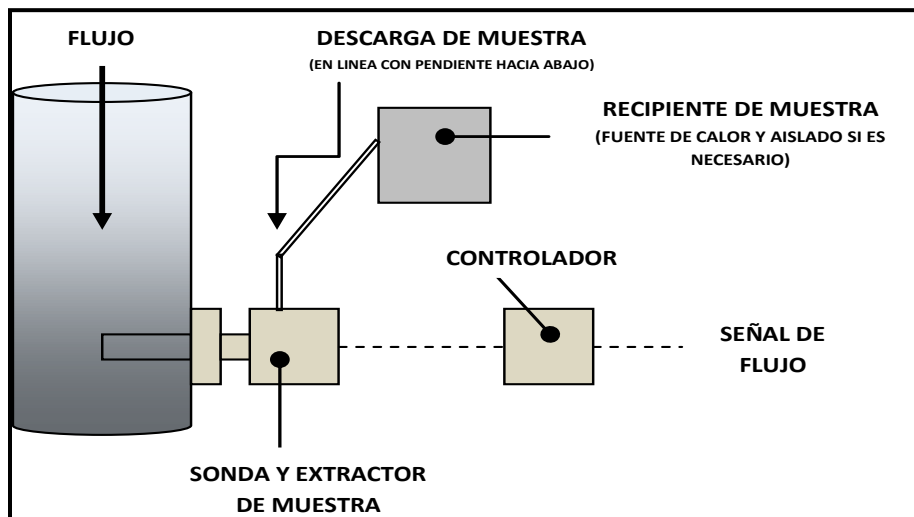 FLUJO
DESCARGA DE MUESTRA
(EN LINEA CON PENDIENTE HACIA ABAJO)
RECIPIENTE DE MUESTRA
(FUENTE DE CALOR Y AISLADO SI ES
NECESARIO)
CONTROLADOR
SEÑAL DE
FLUJO
SONDA Y EXTRACTOR
DE MUESTRA